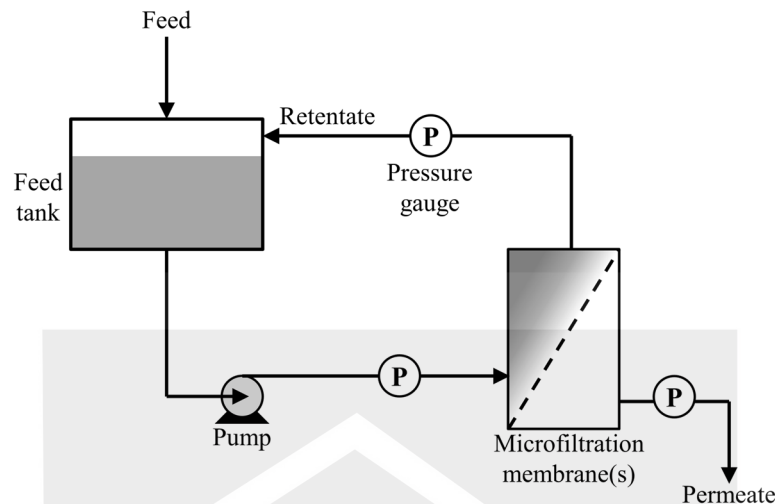 Feed
Retentate
P
Pressure
gauge
Feed
tank
P
P
Pump
Microfiltration
membrane(s)
Permeate